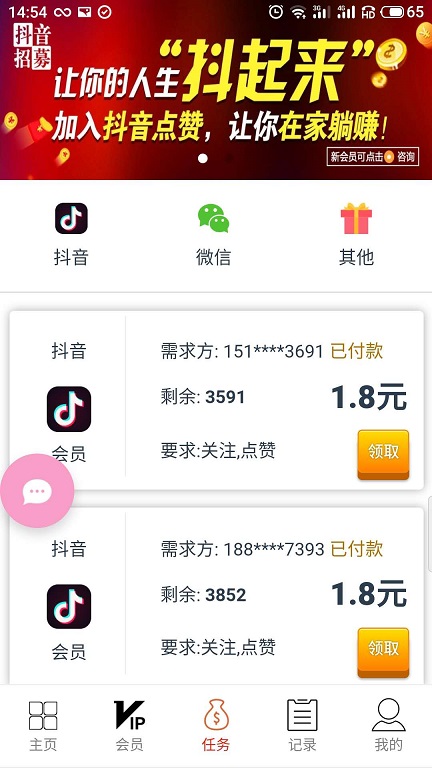 14:54
3G 4G HD 65
抖音
招募
让你的人生“抖起来”
加入抖音点赞，让你在家躺赚！
新会员可点击 咨询
抖音 微信 其他
抖音
需求方: 151****3691 已付款
剩余: 3591
1.8元
会员
要求:关注,点赞
领取
抖音
需求方: 188****7393 已付款
剩余: 3852
1.8元
会员
要求:关注,点赞
领取
VIP
主页 会员 任务 记录 我的